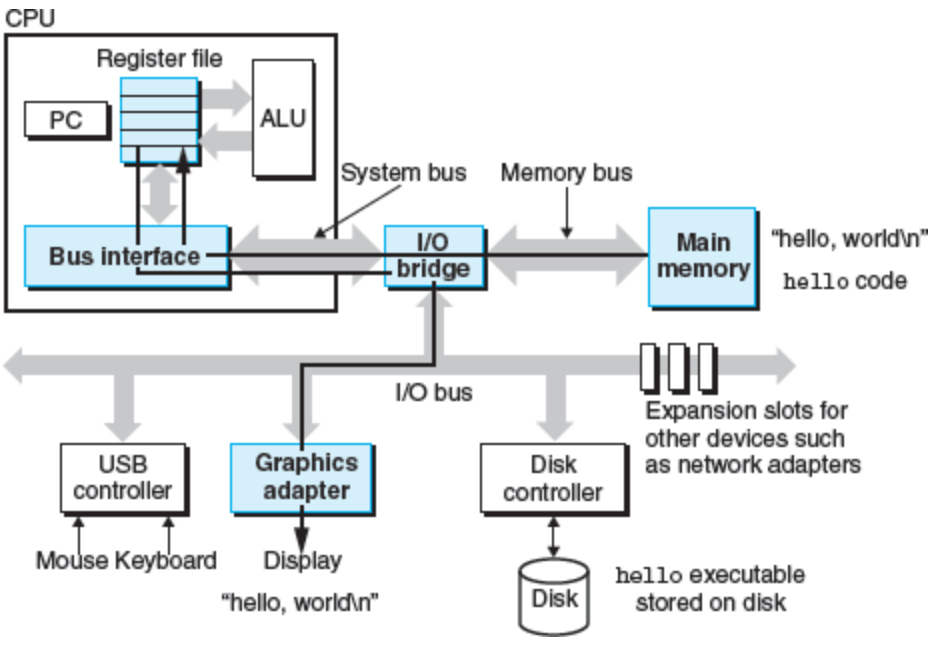 CPU
Register file
PC
ALU
System bus
Memory bus
Bus interface
I/O
bridge
Main
memory
"hello, world\n"
hello code
I/O bus
Expansion slots for
other devices such
as network adapters
USB
controller
Graphics
adapter
Disk
controller
Mouse Keyboard
Display
"hello, world\n"
Disk
hello executable
stored on disk